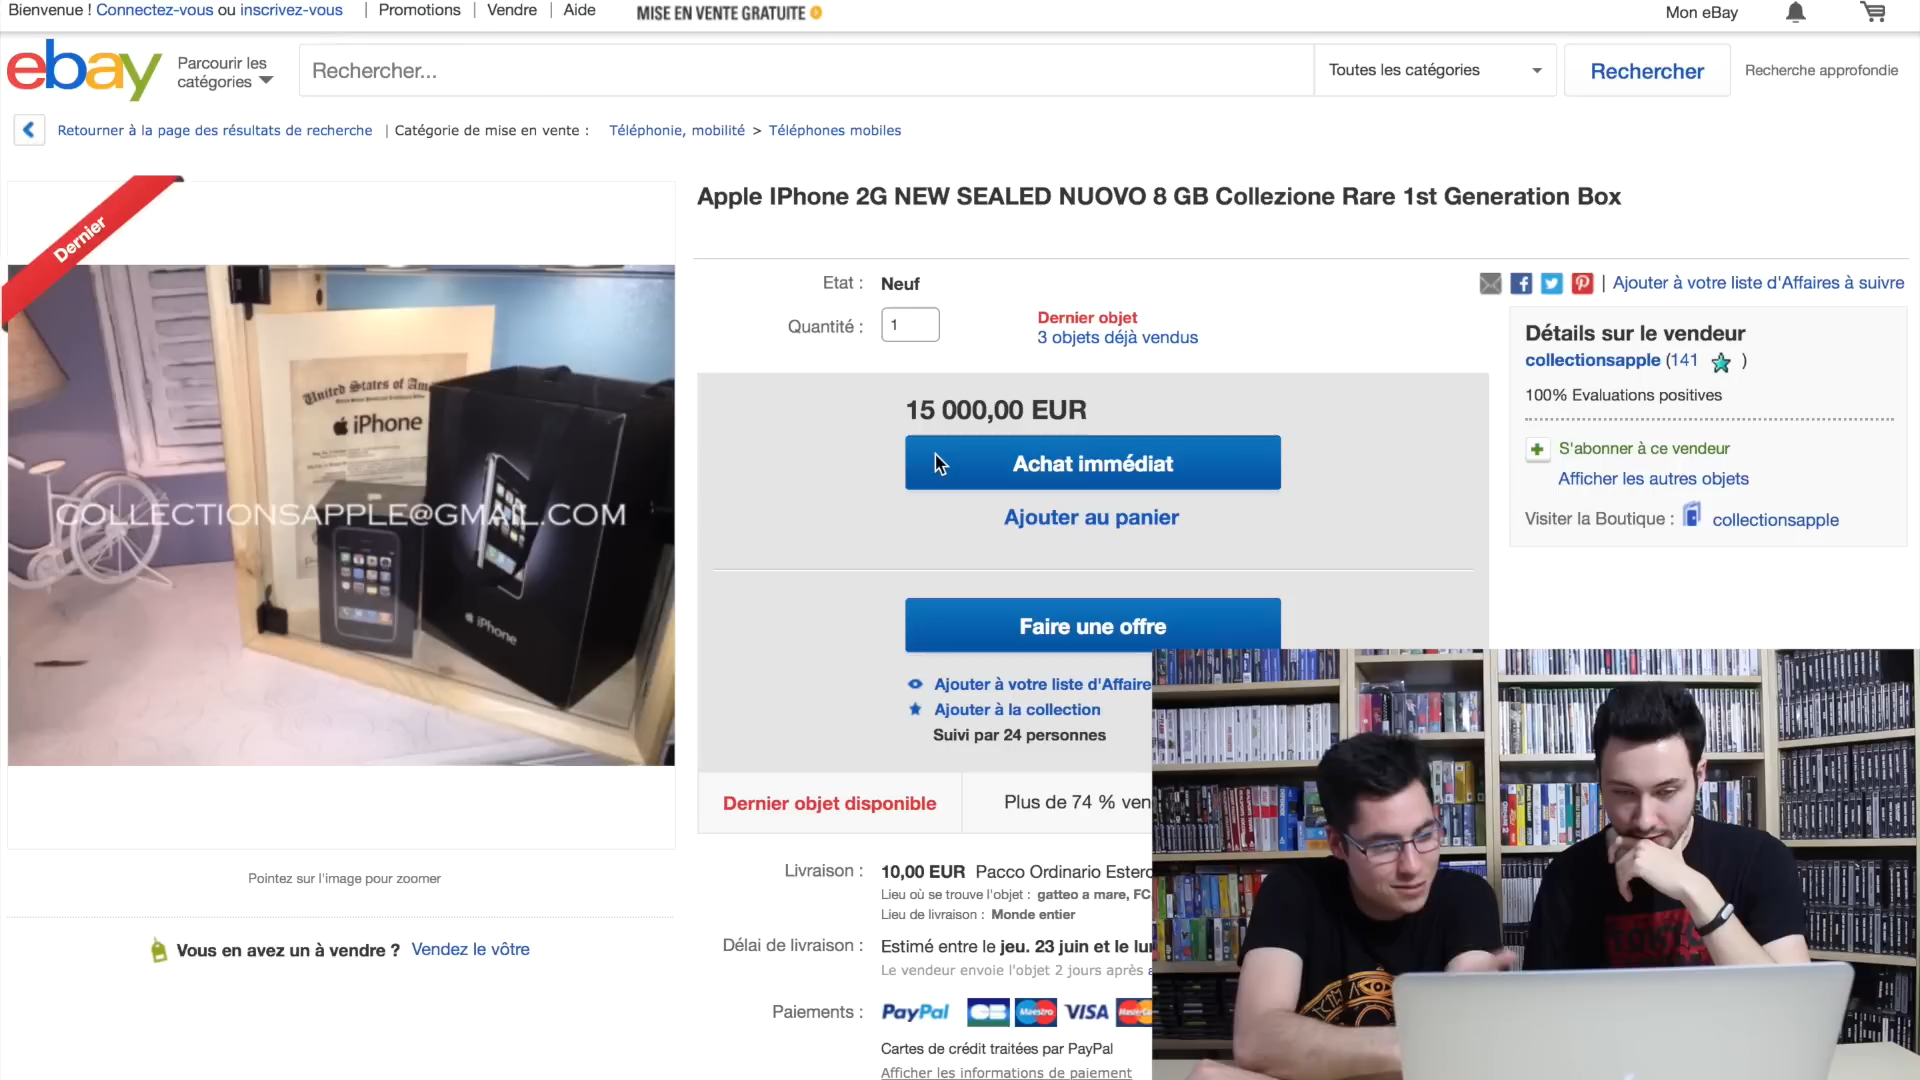 Bienvenue ! Connectez-vous ou inscrivez-vous | Promotions | Vendre | Aide MISE EN VENTE GRATUITE Mon eBay
ebay Parcourir les catégories Rechercher... Toutes les catégories Rechercher Recherche approfondie
Retourner à la page des résultats de recherche | Catégorie de mise en vente : Téléphonie, mobilité > Téléphones mobiles
Dernier
United States of Am
iPhone
iPhone
COLLECTIONSAPPLE@GMAIL.COM
Pointez sur l'image pour zoomer
Vous en avez un à vendre ? Vendez le vôtre
Apple IPhone 2G NEW SEALED NUOVO 8 GB Collezione Rare 1st Generation Box
Etat : Neuf
Quantité : 1
Dernier objet
3 objets déjà vendus
15 000,00 EUR
Achat immédiat
Ajouter au panier
Faire une offre
Ajouter à votre liste d'Affaire
Ajouter à la collection
Suivi par 24 personnes
Dernier objet disponible
Plus de 74 % ven
Livraison : 10,00 EUR Pacco Ordinario Estero
Lieu où se trouve l'objet : gatteo a mare, FC,
Lieu de livraison : Monde entier
Délai de livraison : Estimé entre le jeu. 23 juin et le lun
Le vendeur envoie l'objet 2 jours après
Paiements : PayPal CB Maestro VISA MasterCa
Cartes de crédit traitées par PayPal
Afficher les informations de paiement
| Ajouter à votre liste d'Affaires à suivre
Détails sur le vendeur
collectionsapple (141 )
100% Evaluations positives
S'abonner à ce vendeur
Afficher les autres objets
Visiter la Boutique : collectionsapple